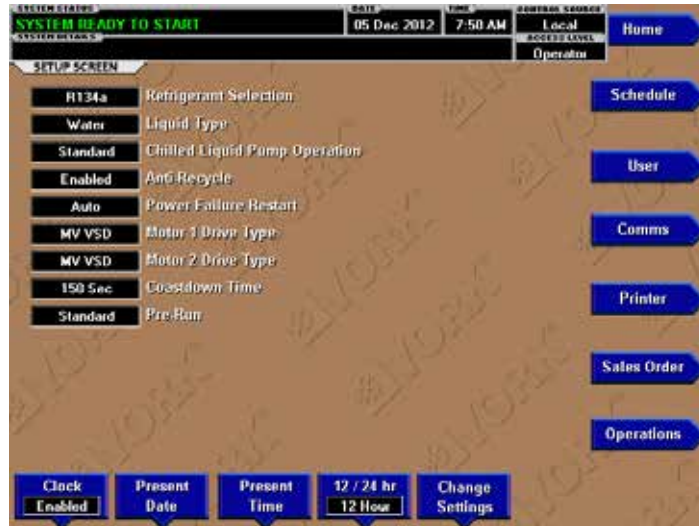 SYSTEM STATUS
SYSTEM READY TO START
DATE
05 Dec 2012
TIME
7:50 AM
CONTROL SOURCE
Local
SYSTEM DETAILS
ACCESS LEVEL
Operator
Home
SETUP SCREEN
R134a Refrigerant Selection
Schedule
Water Liquid Type
Standard Chilled Liquid Pump Operation
Enabled Anti-Recycle
User
Auto Power Failure Restart
MV VSD Motor 1 Drive Type
Comms
MV VSD Motor 2 Drive Type
150 Sec Coastdown Time
Printer
Standard Pre-Run
Sales Order
Operations
Clock
Enabled
Present
Date
Present
Time
12 / 24 hr
12 Hour
Change
Settings
YORK